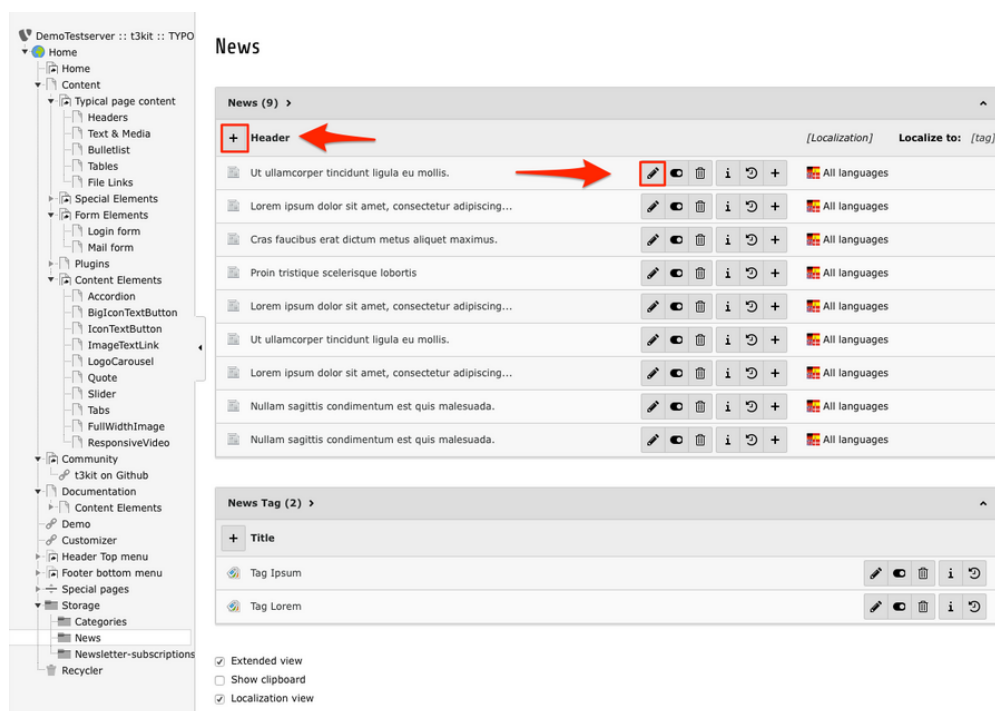 DemoTestserver :: t3kit :: TYPO
Home
Home
Content
Typical page content
Headers
Text & Media
Bulletlist
Tables
File Links
Special Elements
Form Elements
Login form
Mail form
Plugins
Content Elements
Accordion
BigIconTextButton
IconTextButton
ImageTextLink
LogoCarousel
Quote
Slider
Tabs
FullWidthImage
ResponsiveVideo
Community
t3kit on Github
Documentation
Content Elements
Demo
Customizer
Header Top menu
Footer bottom menu
Special pages
Storage
Categories
News
Newsletter-subscriptions
Recycler
News
News (9)
Header [Localization] Localize to: [tag]
Ut ullamcorper tincidunt ligula eu mollis. All languages
Lorem ipsum dolor sit amet, consectetur adipiscing... All languages
Cras faucibus erat dictum metus aliquet maximus. All languages
Proin tristique scelerisque lobortis All languages
Lorem ipsum dolor sit amet, consectetur adipiscing... All languages
Ut ullamcorper tincidunt ligula eu mollis. All languages
Lorem ipsum dolor sit amet, consectetur adipiscing... All languages
Nullam sagittis condimentum est quis malesuada. All languages
Nullam sagittis condimentum est quis malesuada. All languages
News Tag (2)
Title
Tag Ipsum
Tag Lorem
Extended view
Show clipboard
Localization view